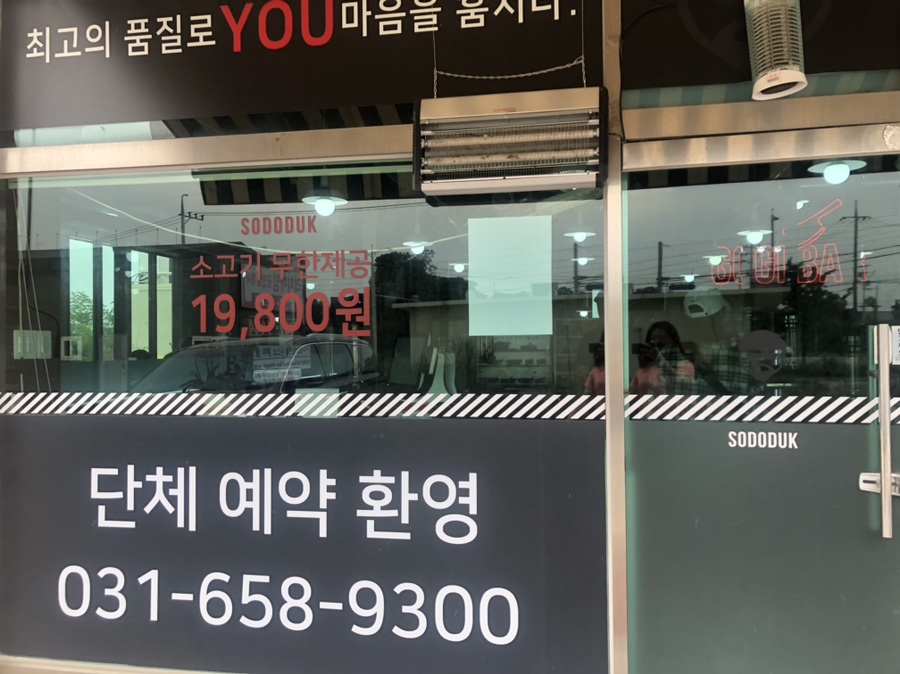 최고의 품질로 YOU 마음을 훔치다.
SODODUK
소고기 무한제공
19,800원
SODODUK
단체 예약 환영
031-658-9300